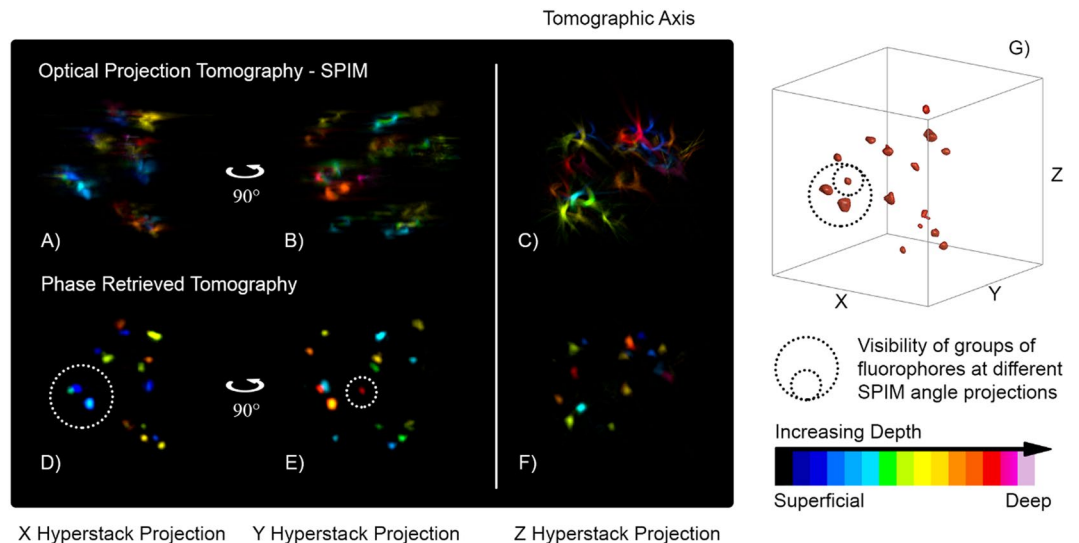 Tomographic Axis
Optical Projection Tomography - SPIM
90°
A)
B)
C)
Phase Retrieved Tomography
90°
D)
E)
F)
X Hyperstack Projection
Y Hyperstack Projection
Z Hyperstack Projection
G)
Z
X
Y
Visibility of groups of
fluorophores at different
SPIM angle projections
Increasing Depth
Superficial
Deep